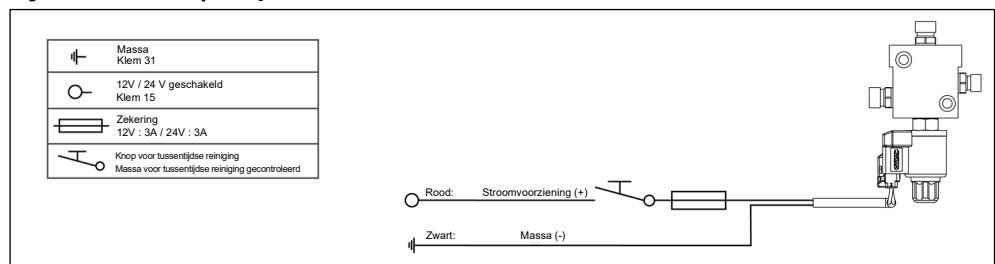 Massa
Klem 31
12V / 24 V geschakeld
Klem 15
Zekering
12V : 3A / 24V : 3A
Knop voor tussentijdse reiniging
Massa voor tussentijdse reiniging gecontroleerd
Rood: Stroomvoorziening (+)
Zwart: Massa (-)